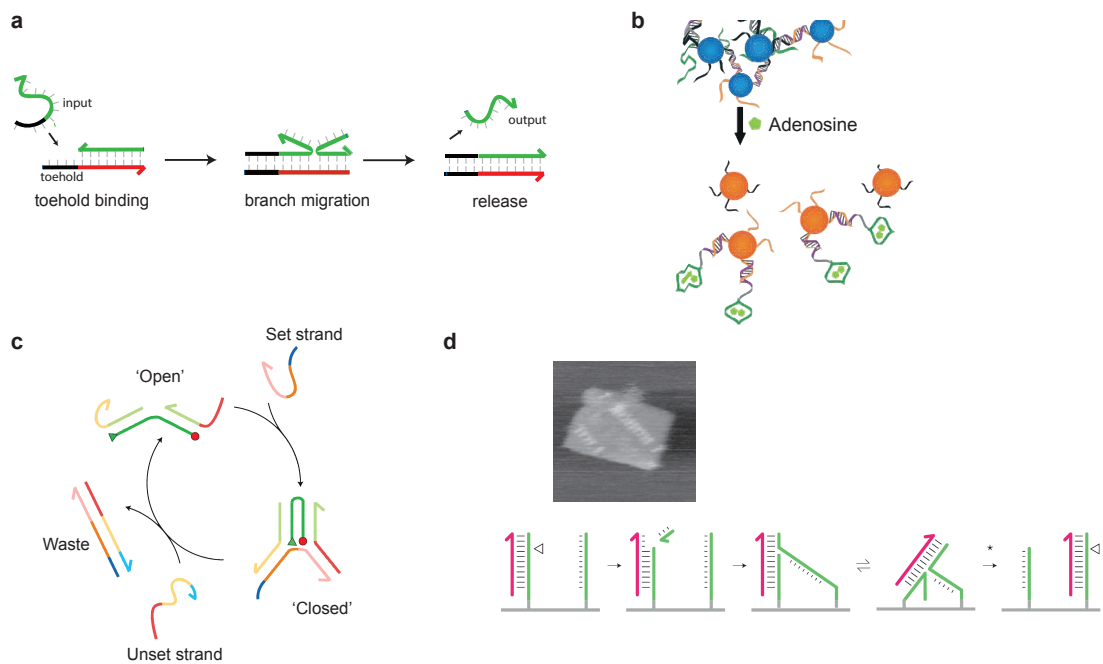 a
input
toehold
toehold binding
branch migration
output
release
b
Adenosine
c
Set strand
'Open'
Waste
Unset strand
'Closed'
d
*